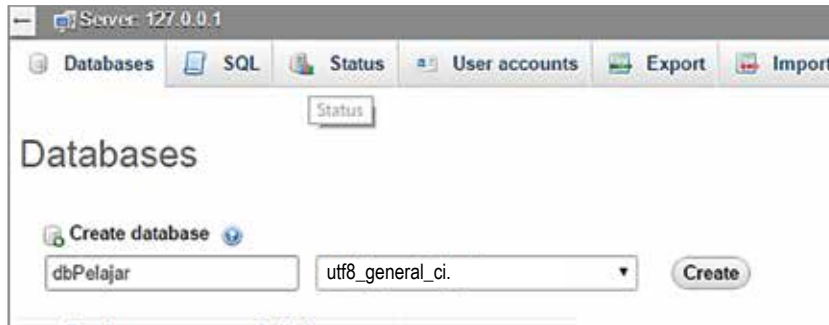 Server: 127.0.0.1
Databases SQL Status User accounts Export Import
Status
Databases
Create database
dbPelajar utf8_general_ci. Create